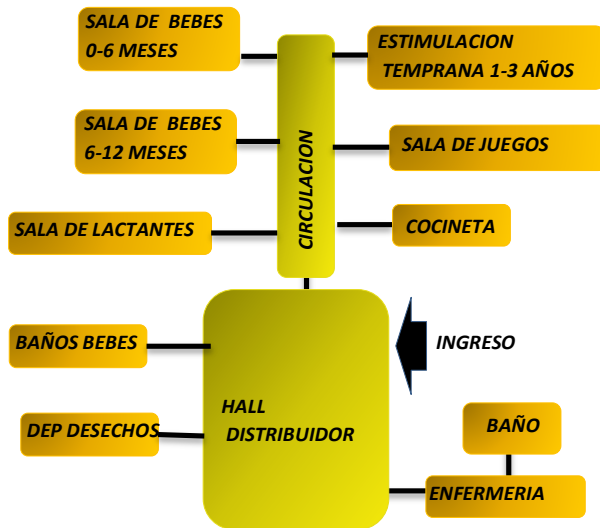 SALA DE BEBES
0-6 MESES
ESTIMULACION
TEMPRANA 1-3 AÑOS
SALA DE BEBES
6-12 MESES
CIRCULACION
SALA DE JUEGOS
SALA DE LACTANTES
COCINETA
BAÑOS BEBES
INGRESO
HALL
DISTRIBUIDOR
DEP DESECHOS
BAÑO
ENFERMERIA